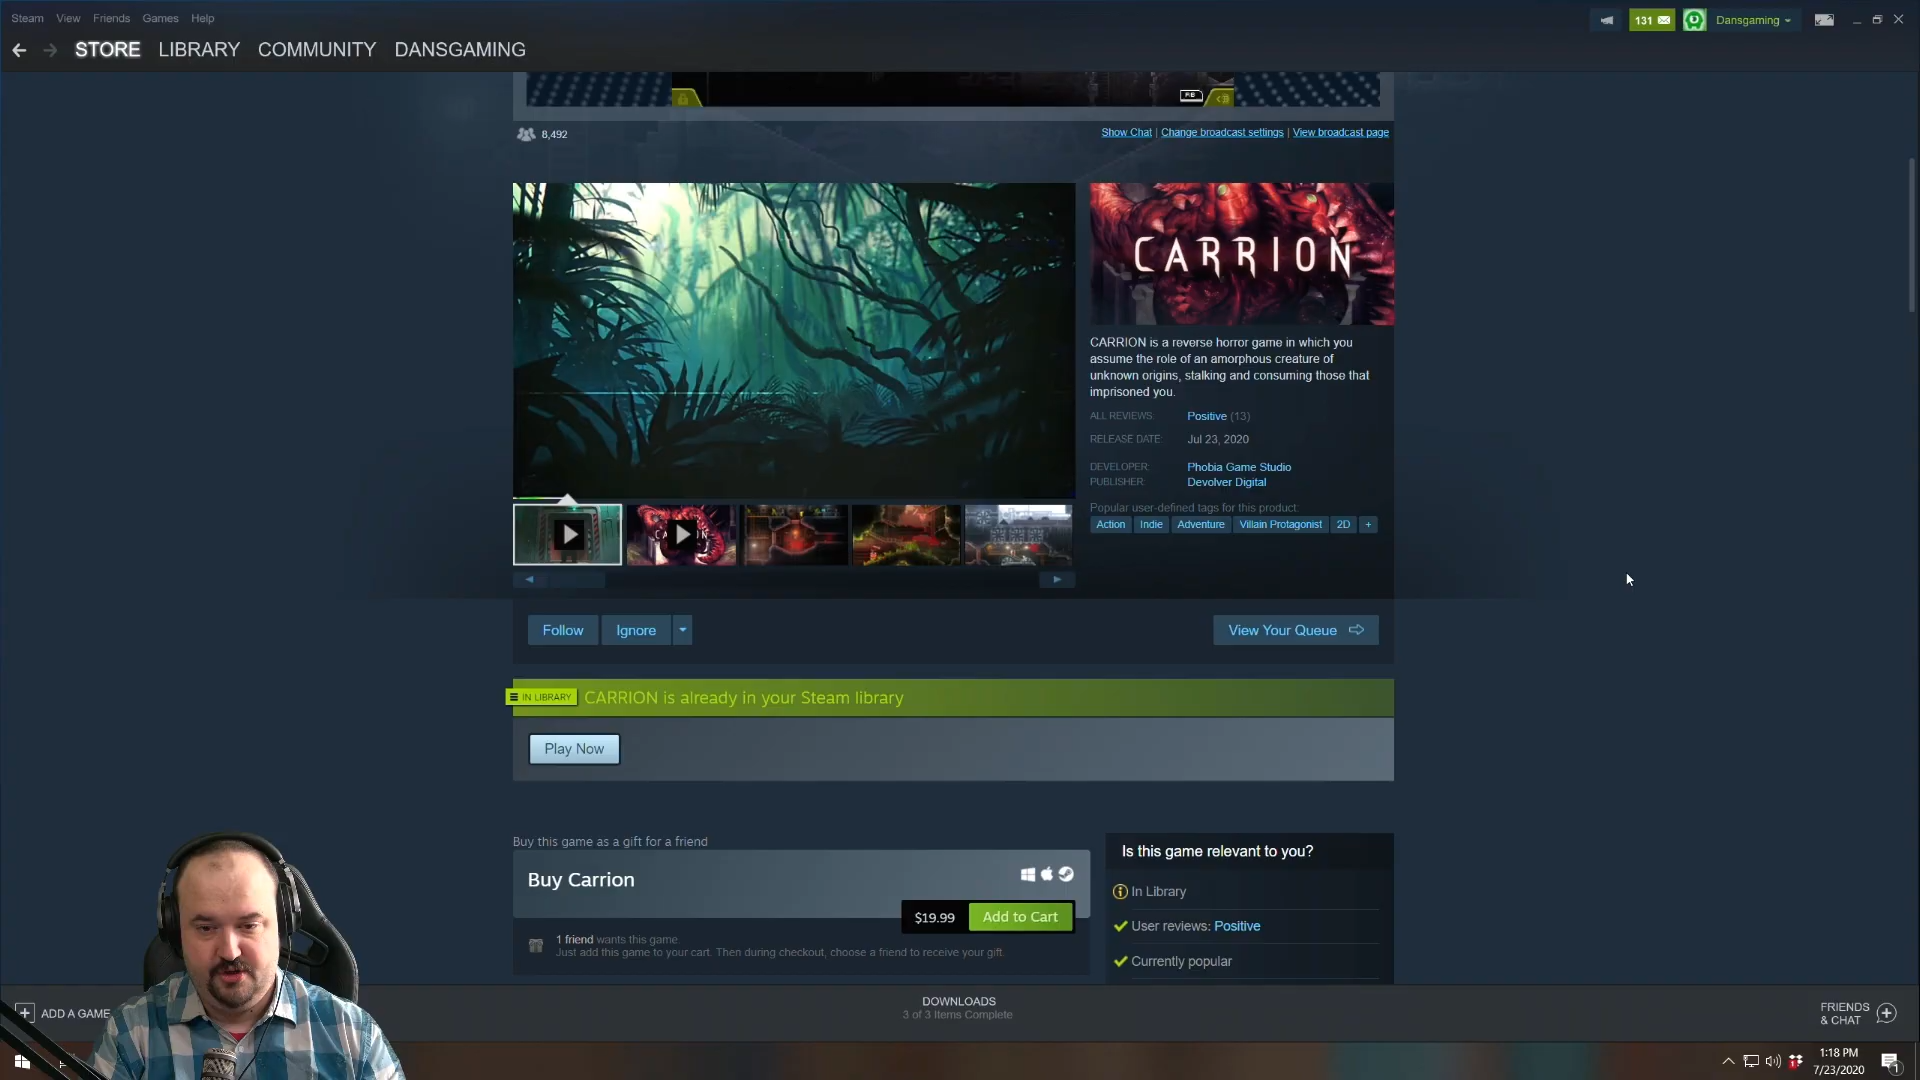 Steam View Friends Games Help
131 Dansgaming
STORE LIBRARY COMMUNITY DANSGAMING
8,492
Show Chat | Change broadcast settings | View broadcast page
CARRION
CARRION is a reverse horror game in which you
assume the role of an amorphous creature of
unknown origins, stalking and consuming those that
imprisoned you.
ALL REVIEWS: Positive (13)
RELEASE DATE: Jul 23, 2020
DEVELOPER: Phobia Game Studio
PUBLISHER: Devolver Digital
Popular user-defined tags for this product:
Action Indie Adventure Villain Protagonist 2D +
Follow Ignore View Your Queue
IN LIBRARY CARRION is already in your Steam library
Play Now
Buy this game as a gift for a friend
Buy Carrion
$19.99 Add to Cart
1 friend wants this game.
Just add this game to your cart. Then during checkout, choose a friend to receive your gift.
Is this game relevant to you?
In Library
User reviews: Positive
Currently popular
ADD A GAME
DOWNLOADS
3 of 3 Items Complete
FRIENDS
& CHAT
1:18 PM
7/23/2020
1